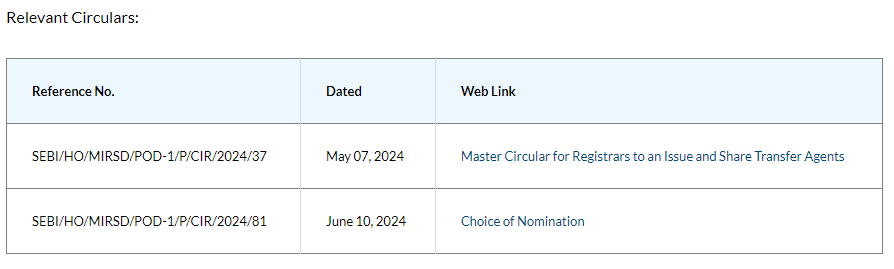 Relevant Circulars:
Reference No. Dated Web Link
SEBI/HO/MIRSD/POD-1/P/CIR/2024/37 May 07, 2024 Master Circular for Registrars to an Issue and Share Transfer Agents
SEBI/HO/MIRSD/POD-1/P/CIR/2024/81 June 10, 2024 Choice of Nomination